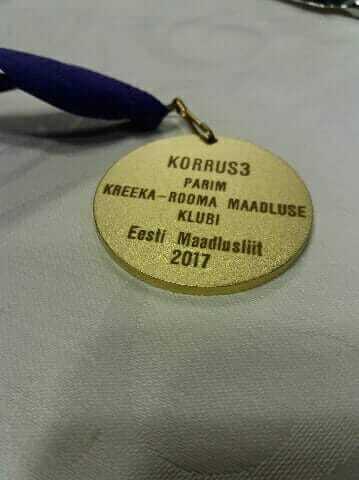 KORRUS3
PARIM
KREEKA-ROOMA MAADLUSE
KLUBI
Eesti Maadlusliit
2017